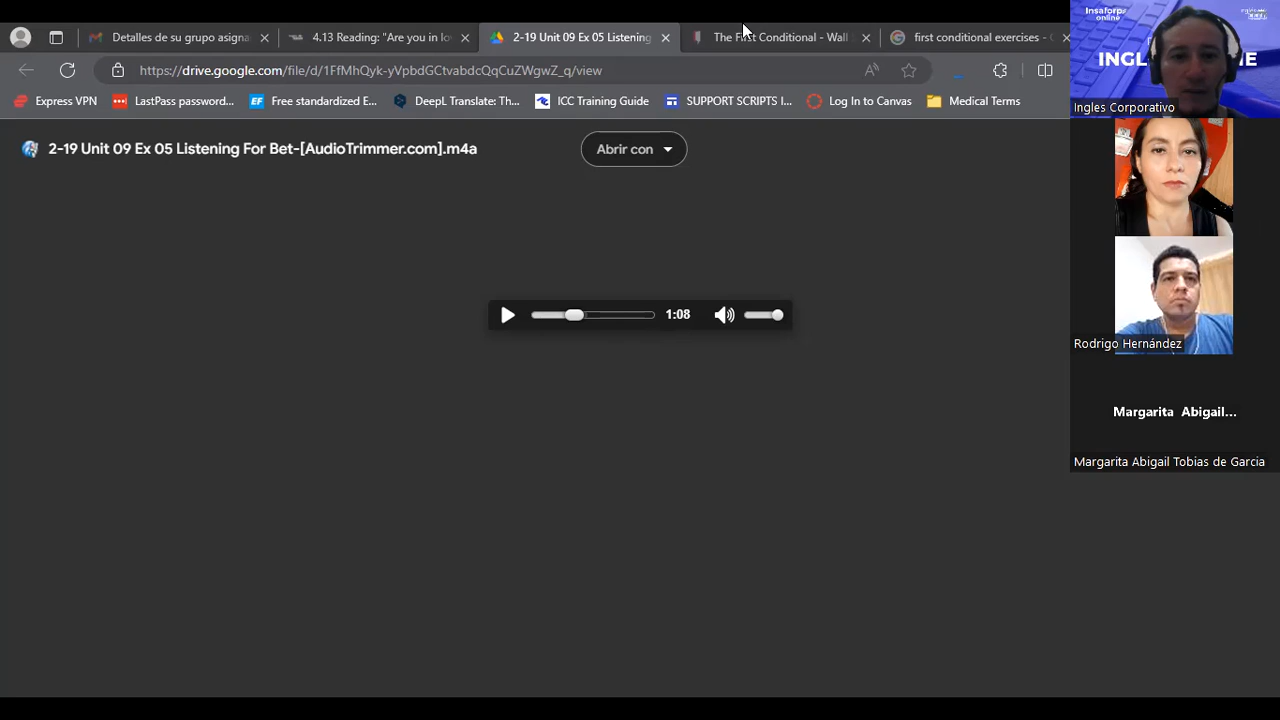 Detalles de su grupo asigna
4.13 Reading: "Are you in lo
2-19 Unit 09 Ex 05 Listening
The First Conditional - Wall
first conditional exercises - G
https://drive.google.com/file/d/1FfMhQyk-yVpbdGCtvabdcQqCuZWgwZ_q/view
Express VPN
LastPass password...
Free standardized E...
DeepL Translate: Th...
ICC Training Guide
SUPPORT SCRIPTS I...
Log In to Canvas
Medical Terms
2-19 Unit 09 Ex 05 Listening For Bet-[AudioTrimmer.com].m4a
Abrir con
1:08
Insaforp
online
INGL
E
Ingles Corporativo
Rodrigo Hernández
Margarita Abigail...
Margarita Abigail Tobias de Garcia